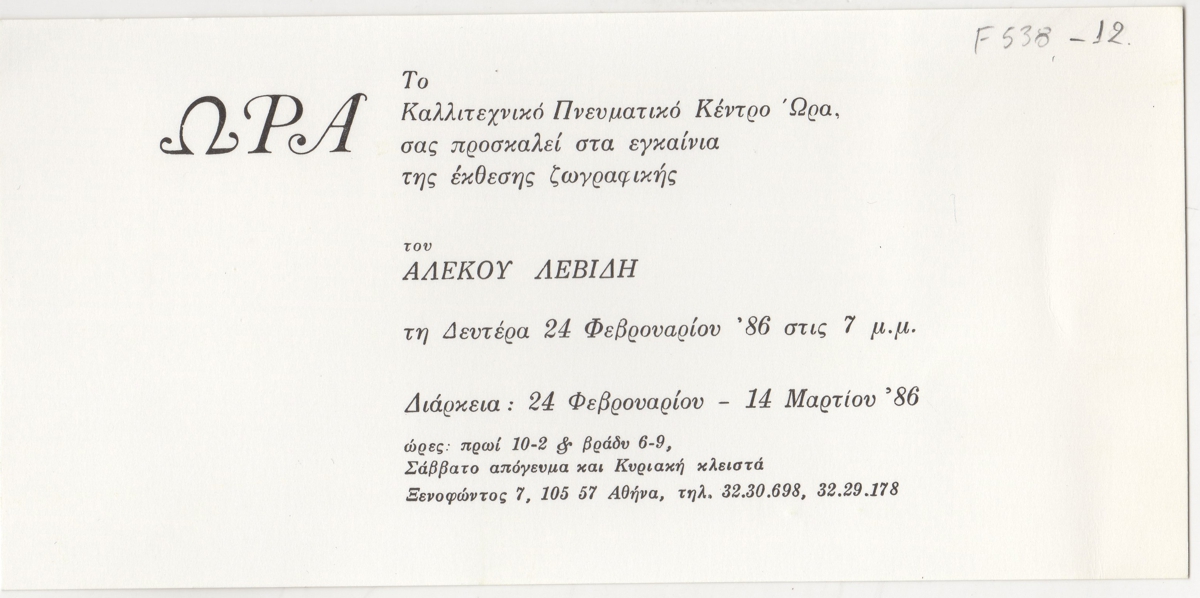 F 538 - 12.
ΩΡΑ
Το
Καλλιτεχνικό Πνευματικό Κέντρο Ώρα,
σας προσκαλεί στα εγκαίνια
της έκθεσης ζωγραφικής
του
ΑΛΕΚΟΥ ΛΕΒΙΔΗ
τη Δευτέρα 24 Φεβρουαρίου '86 στις 7 μ.μ.
Διάρκεια : 24 Φεβρουαρίου - 14 Μαρτίου '86
ώρες: πρωί 10-2 & βράδυ 6-9,
Σάββατο απόγευμα και Κυριακή κλειστά
Ξενοφώντος 7, 105 57 Αθήνα, τηλ. 32.30.698, 32.29.178